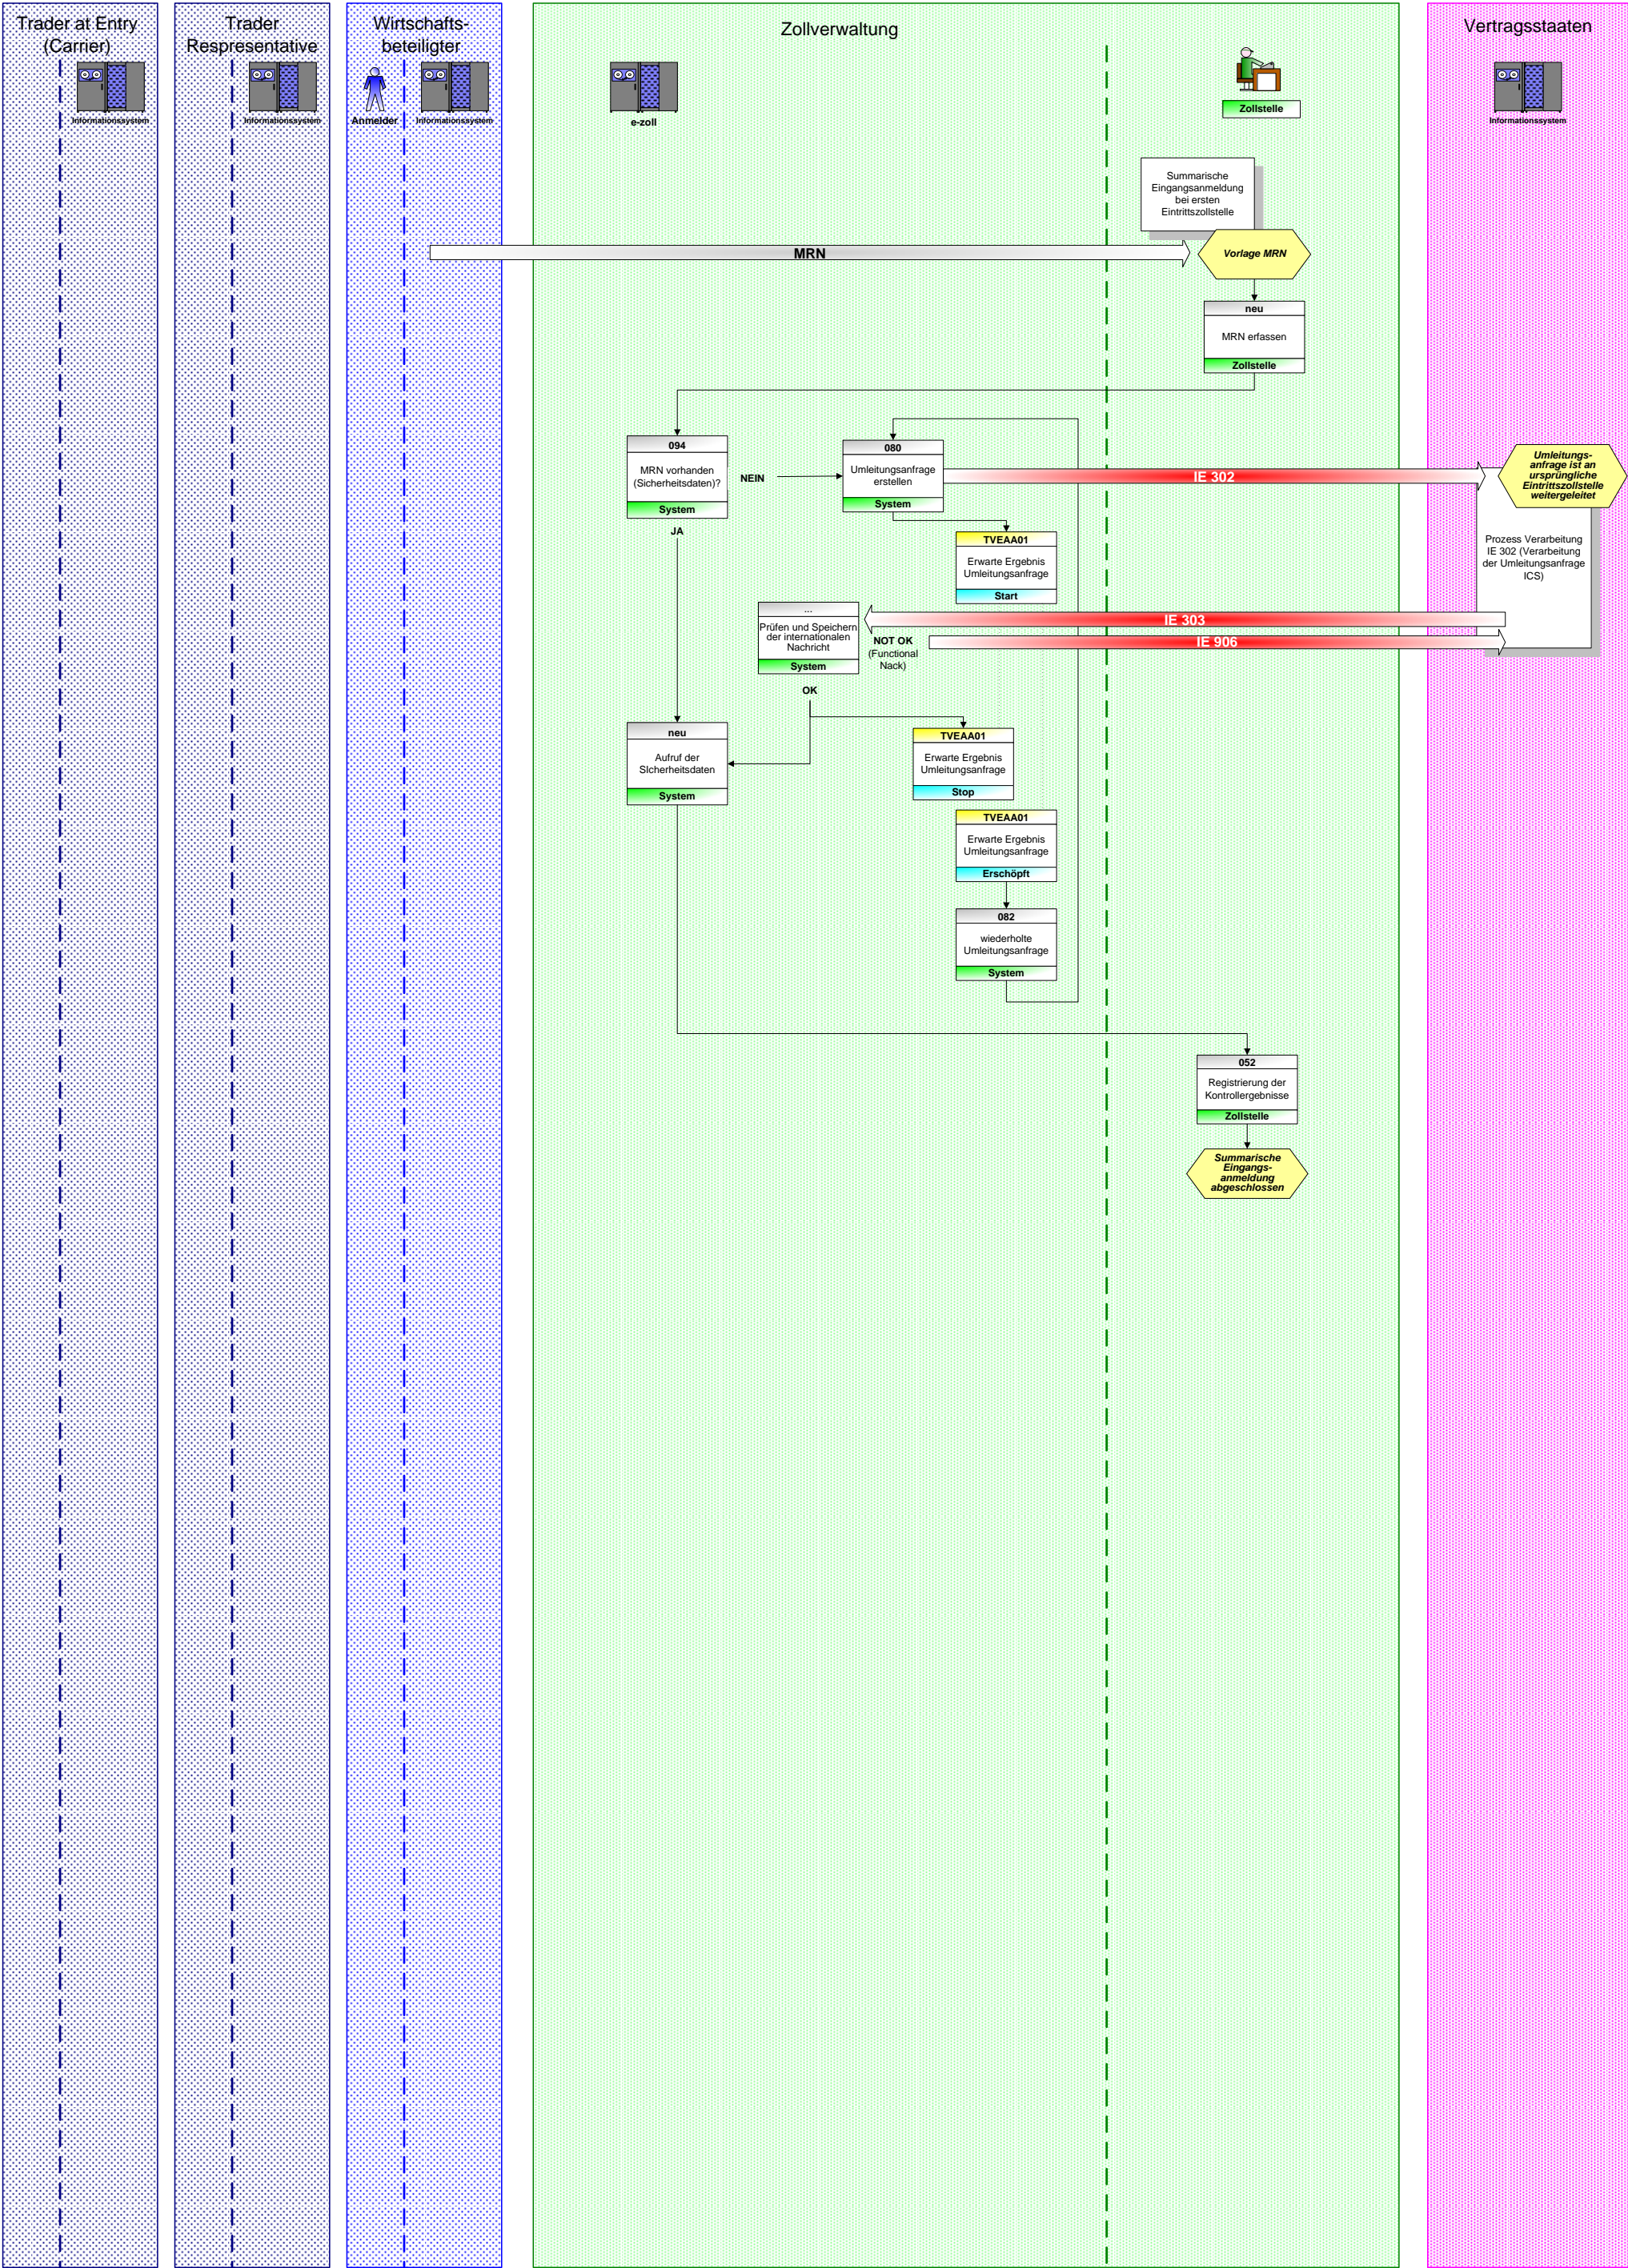 Trader at Entry
(Carrier)
Informationssystem
Trader
Respresentative
Informationssystem
Wirtschafts-
beteiligter
Anmelder
Informationssystem
Zollverwaltung
e-zoll
Zollstelle
Vertragsstaaten
Informationssystem
Summarische
Eingangsanmeldung
bei ersten
Eintrittszollstelle
MRN
Vorlage MRN
neu
MRN erfassen
Zollstelle
094
MRN vorhanden
(Sicherheitsdaten)?
System
NEIN
JA
080
Umleitungsanfrage
erstellen
System
IE 302
Umleitungs-
anfrage ist an
ursprüngliche
Eintrittszollstelle
weitergeleitet
Prozess Verarbeitung
IE 302 (Verarbeitung
der Umleitungsanfrage
ICS)
TVEAA01
Erwarte Ergebnis
Umleitungsanfrage
Start
...
Prüfen und Speichern
der internationalen
Nachricht
System
IE 303
NOT OK
(Functional
Nack)
IE 906
OK
neu
Aufruf der
SIcherheitsdaten
System
TVEAA01
Erwarte Ergebnis
Umleitungsanfrage
Stop
TVEAA01
Erwarte Ergebnis
Umleitungsanfrage
Erschöpft
082
wiederholte
Umleitungsanfrage
System
052
Registrierung der
Kontrollergebnisse
Zollstelle
Summarische
Eingangs-
anmeldung
abgeschlossen